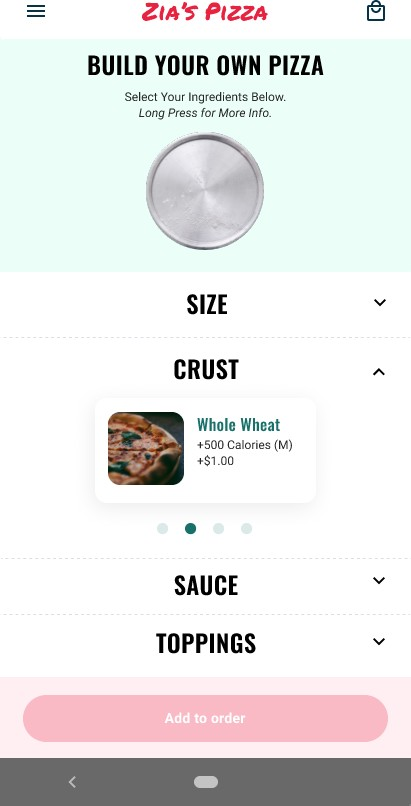 Zia's Pizza
BUILD YOUR OWN PIZZA
Select Your Ingredients Below.
Long Press for More Info.
SIZE
CRUST
Whole Wheat
+500 Calories (M)
+$1.00
SAUCE
TOPPINGS
Add to order